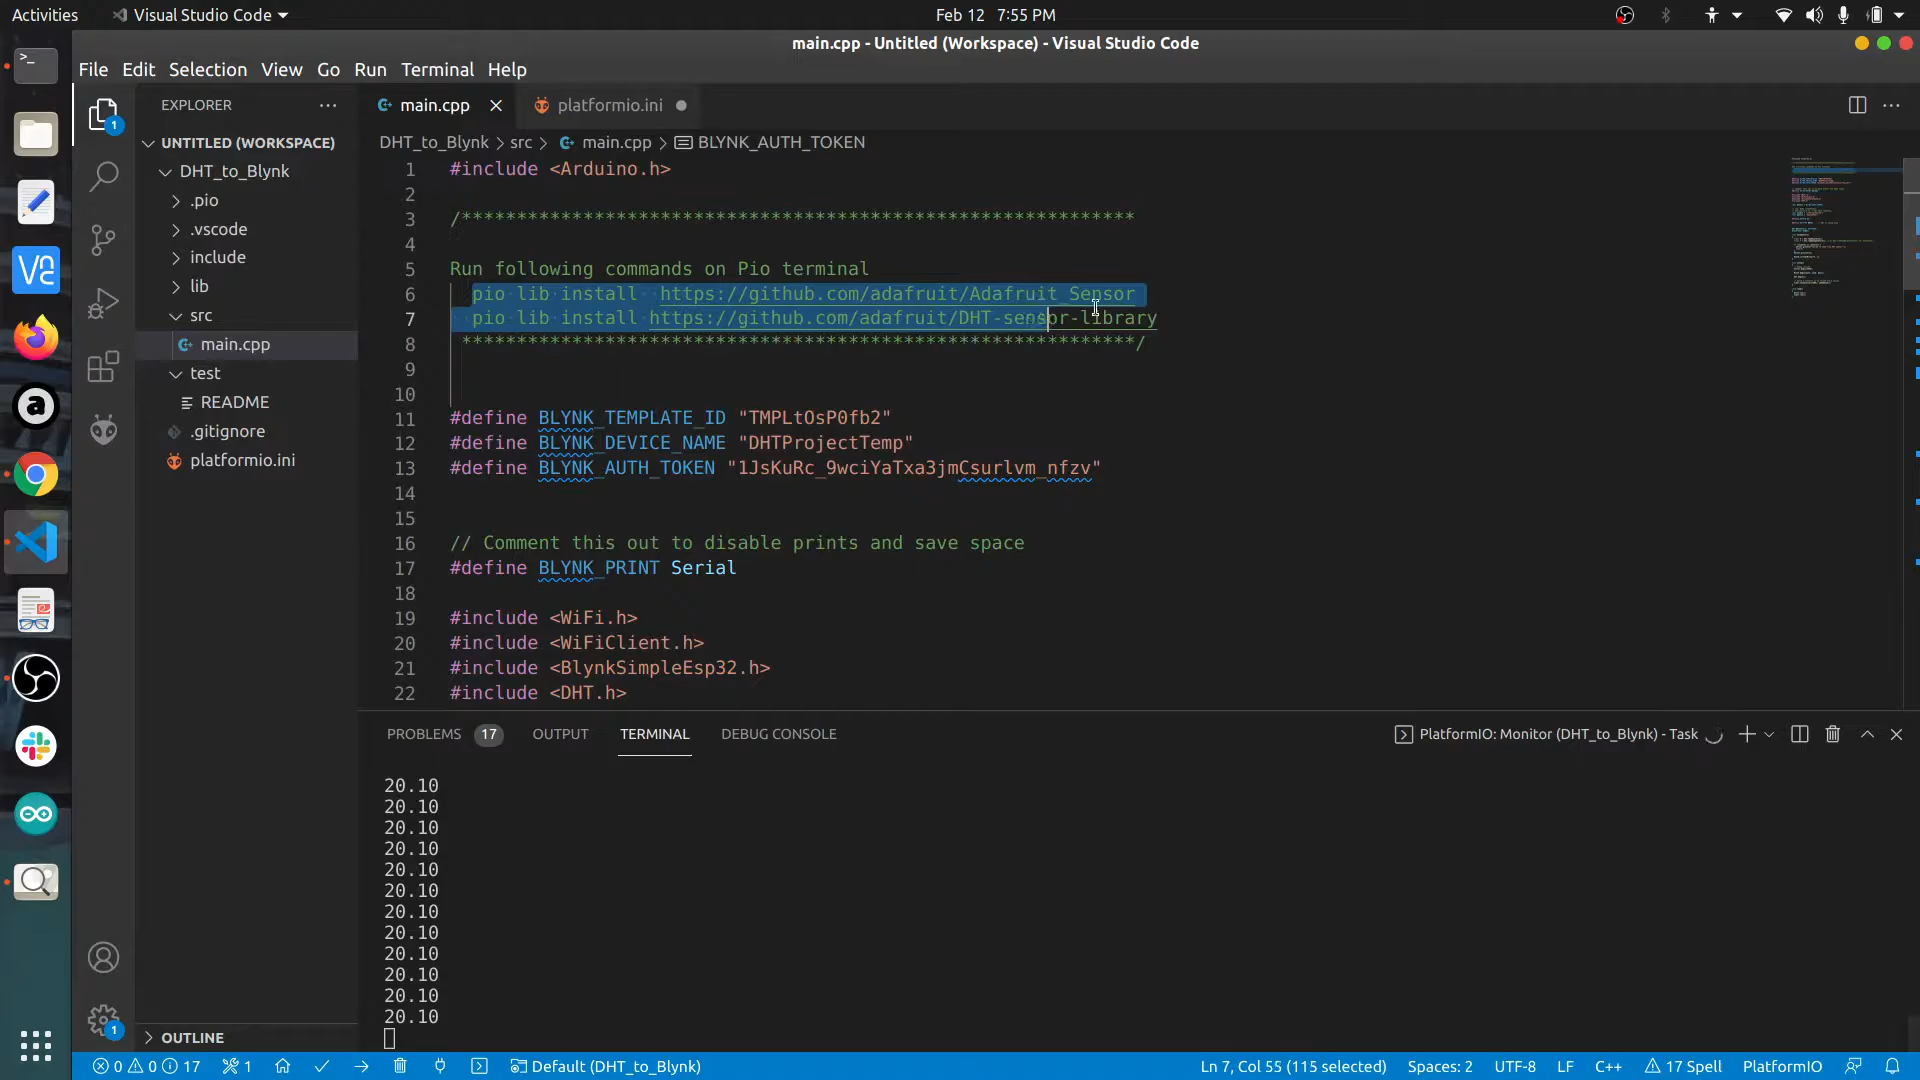 Activities
Visual Studio Code
Feb 12 7:55 PM
main.cpp - Untitled (Workspace) - Visual Studio Code
File Edit Selection View Go Run Terminal Help
EXPLORER
main.cpp
platformio.ini
UNTITLED (WORKSPACE)
DHT_to_Blynk
.pio
.vscode
include
lib
src
main.cpp
test
README
.gitignore
platformio.ini
OUTLINE
DHT_to_Blynk > src > main.cpp > BLYNK_AUTH_TOKEN
1 #include <Arduino.h>
2
3 /*************************************************************
4
5 Run following commands on Pio terminal
6 pio lib install  https://github.com/adafruit/Adafruit_Sensor
7 pio lib install https://github.com/adafruit/DHT-sensor-library
8 *************************************************************/
9
10
11 #define BLYNK_TEMPLATE_ID "TMPLtOsP0fb2"
12 #define BLYNK_DEVICE_NAME "DHTProjectTemp"
13 #define BLYNK_AUTH_TOKEN "1JsKuRc_9wciYaTxa3jmCsurlvm_nfzv"
14
15
16 // Comment this out to disable prints and save space
17 #define BLYNK_PRINT Serial
18
19 #include <WiFi.h>
20 #include <WiFiClient.h>
21 #include <BlynkSimpleEsp32.h>
22 #include <DHT.h>
PROBLEMS 17 OUTPUT TERMINAL DEBUG CONSOLE
PlatformIO: Monitor (DHT_to_Blynk) - Task
20.10
20.10
20.10
20.10
20.10
20.10
20.10
20.10
20.10
20.10
20.10
20.10
0 0 17 1 Default (DHT_to_Blynk)
Ln 7, Col 55 (115 selected) Spaces: 2 UTF-8 LF C++ 17 Spell PlatformIO